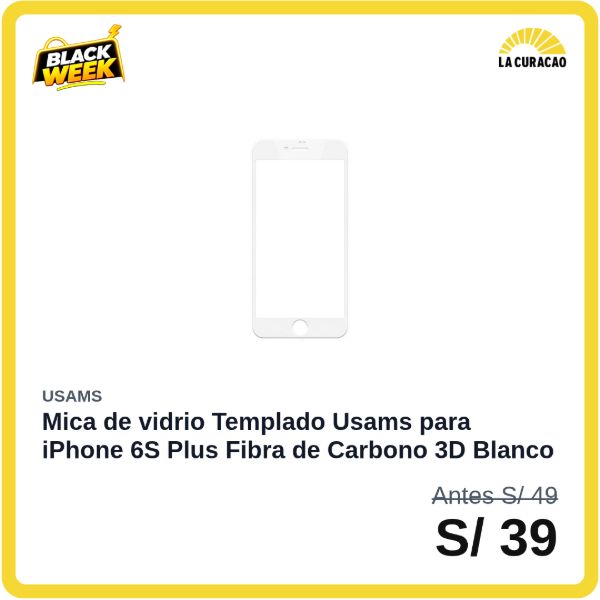 BLACK
WEEK
LA CURACAO
USAMS
Mica de vidrio Templado Usams para
iPhone 6S Plus Fibra de Carbono 3D Blanco
Antes S/ 49
S/ 39